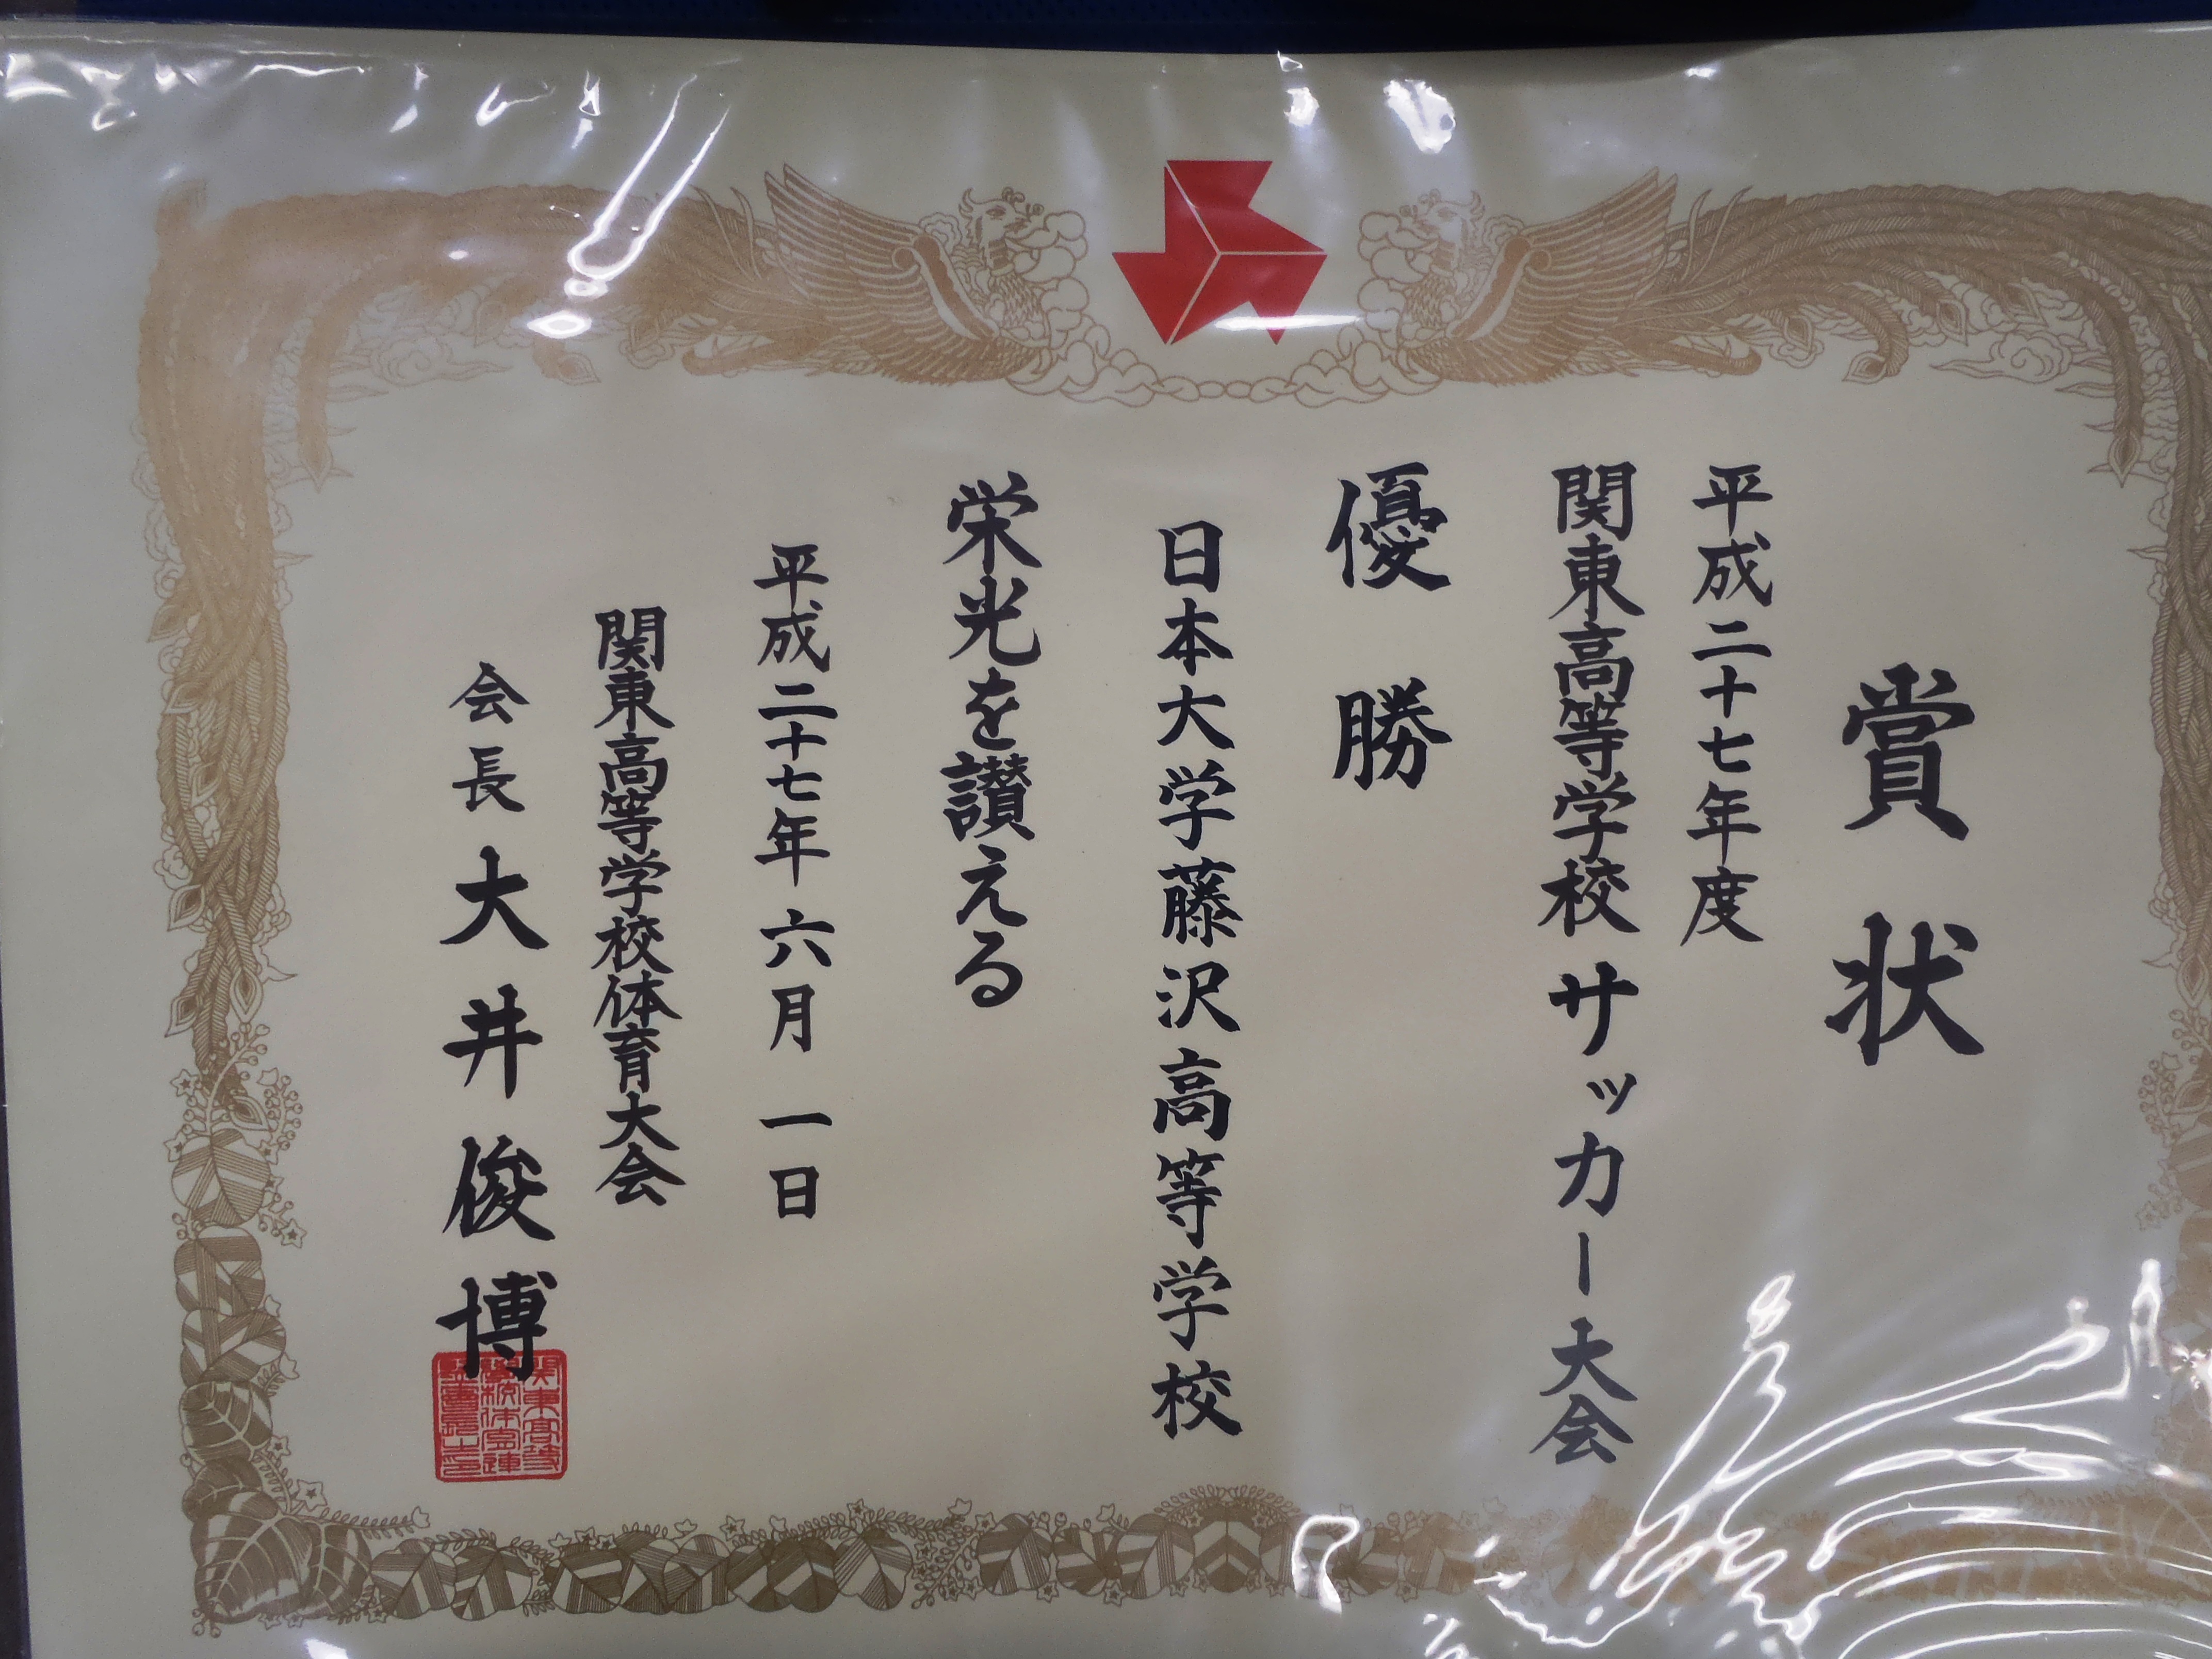 賞状
平成二十七年度
関東高等学校サッカー大会
優勝
日本大学藤沢高等学校
栄光を讃える
平成二十七年六月一日
関東高等学校体育大会
会長大井俊博